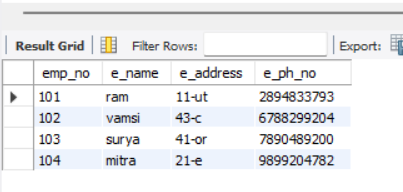 Result Grid Filter Rows: Export:
emp_no e_name e_address e_ph_no
101 ram 11-ut 2894833793
102 vamsi 43-c 6788299204
103 surya 41-or 7890489200
104 mitra 21-e 9899204782